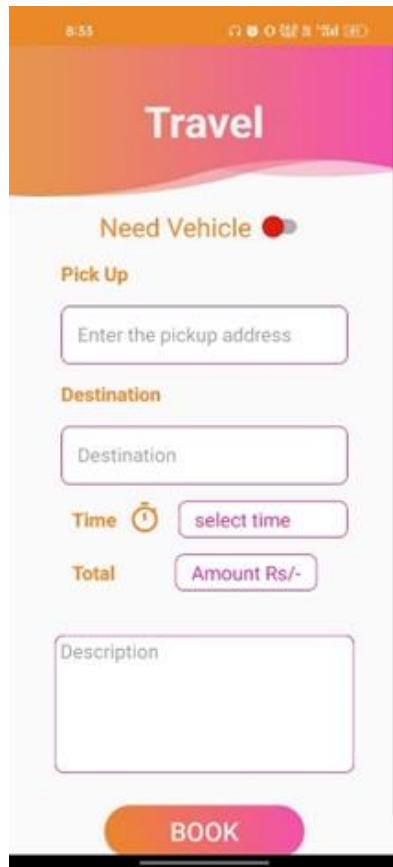 8:33
Travel
Need Vehicle
Pick Up
Enter the pickup address
Destination
Destination
Time select time
Total Amount Rs/-
Description
BOOK